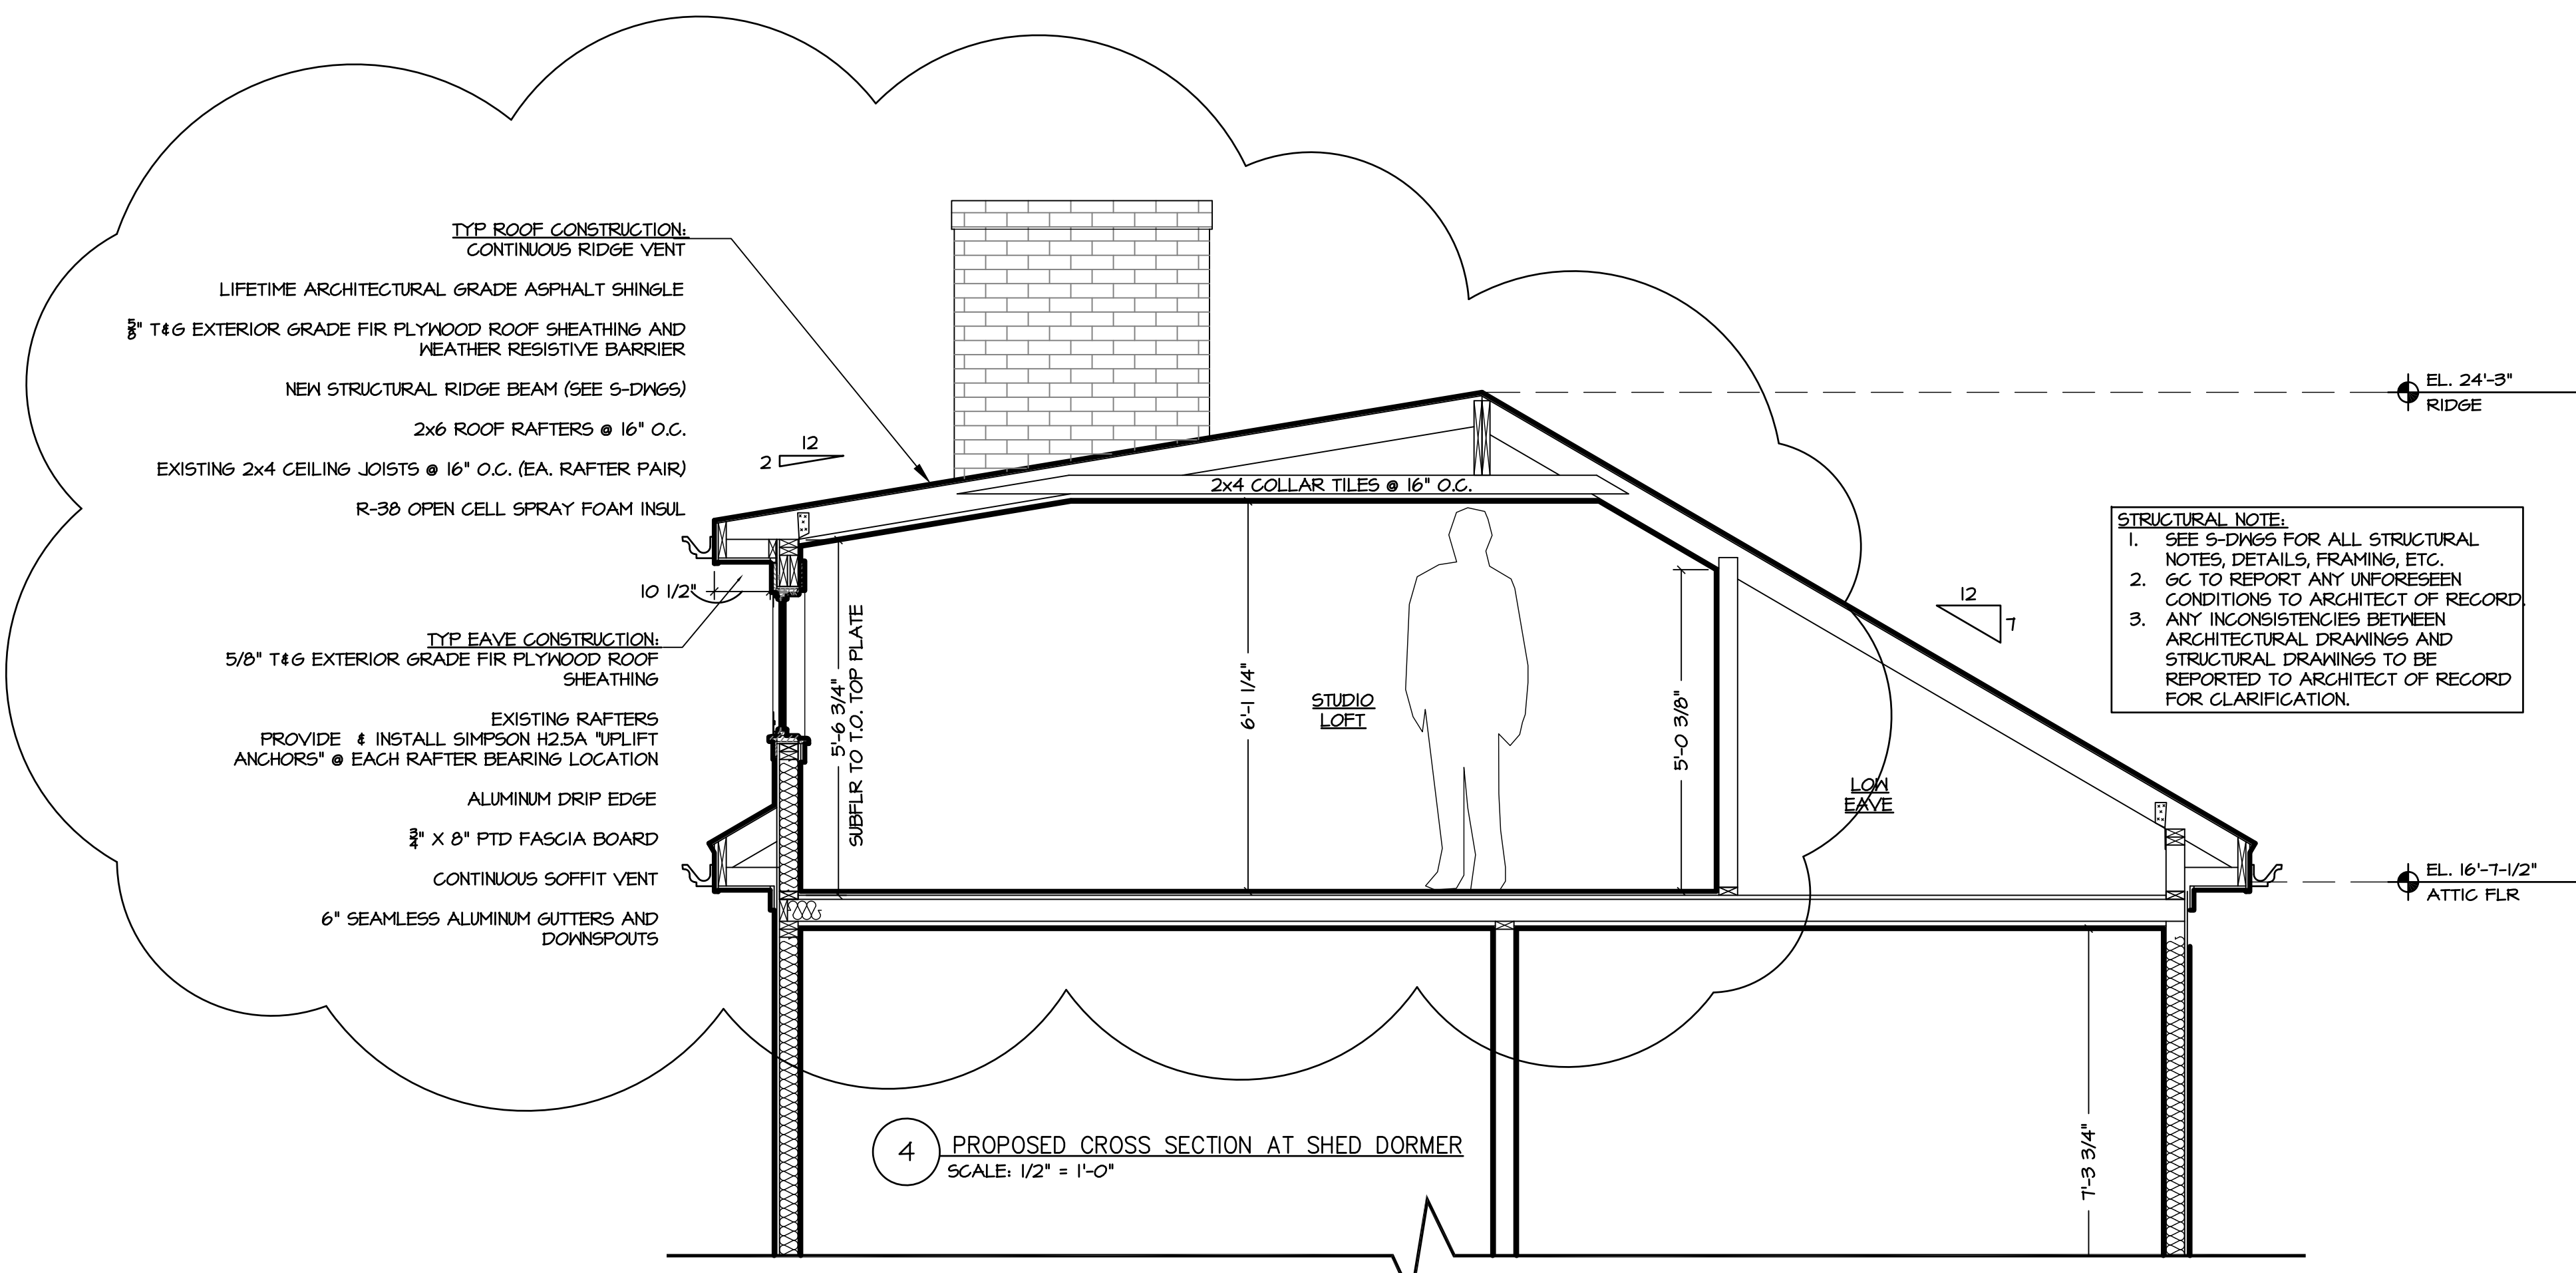 TYP ROOF CONSTRUCTION:
CONTINUOUS RIDGE VENT
LIFETIME ARCHITECTURAL GRADE ASPHALT SHINGLE
5/8" T&G EXTERIOR GRADE FIR PLYWOOD ROOF SHEATHING AND
WEATHER RESISTIVE BARRIER
NEW STRUCTURAL RIDGE BEAM (SEE S-DWGS)
2x6 ROOF RAFTERS @ 16" O.C.
EXISTING 2x4 CEILING JOISTS @ 16" O.C. (EA. RAFTER PAIR)
R-38 OPEN CELL SPRAY FOAM INSUL
12
2
10 1/2"
TYP EAVE CONSTRUCTION:
5/8" T&G EXTERIOR GRADE FIR PLYWOOD ROOF
SHEATHING
EXISTING RAFTERS
PROVIDE & INSTALL SIMPSON H2.5A "UPLIFT
ANCHORS" @ EACH RAFTER BEARING LOCATION
ALUMINUM DRIP EDGE
3/4" X 8" PTD FASCIA BOARD
CONTINUOUS SOFFIT VENT
6" SEAMLESS ALUMINUM GUTTERS AND
DOWNSPOUTS
2x4 COLLAR TILES @ 16" O.C.
5'-6 3/4"
SUBFLR TO T.O. TOP PLATE
6'-1 1/4"
STUDIO
LOFT
5'-0 3/8"
LOW
EAVE
12
7
EL. 24'-3"
RIDGE
STRUCTURAL NOTE:
1. SEE S-DWGS FOR ALL STRUCTURAL
NOTES, DETAILS, FRAMING, ETC.
2. GC TO REPORT ANY UNFORESEEN
CONDITIONS TO ARCHITECT OF RECORD.
3. ANY INCONSISTENCIES BETWEEN
ARCHITECTURAL DRAWINGS AND
STRUCTURAL DRAWINGS TO BE
REPORTED TO ARCHITECT OF RECORD
FOR CLARIFICATION.
EL. 16'-7-1/2"
ATTIC FLR
7'-3 3/4"
4
PROPOSED CROSS SECTION AT SHED DORMER
SCALE: 1/2" = 1'-0"